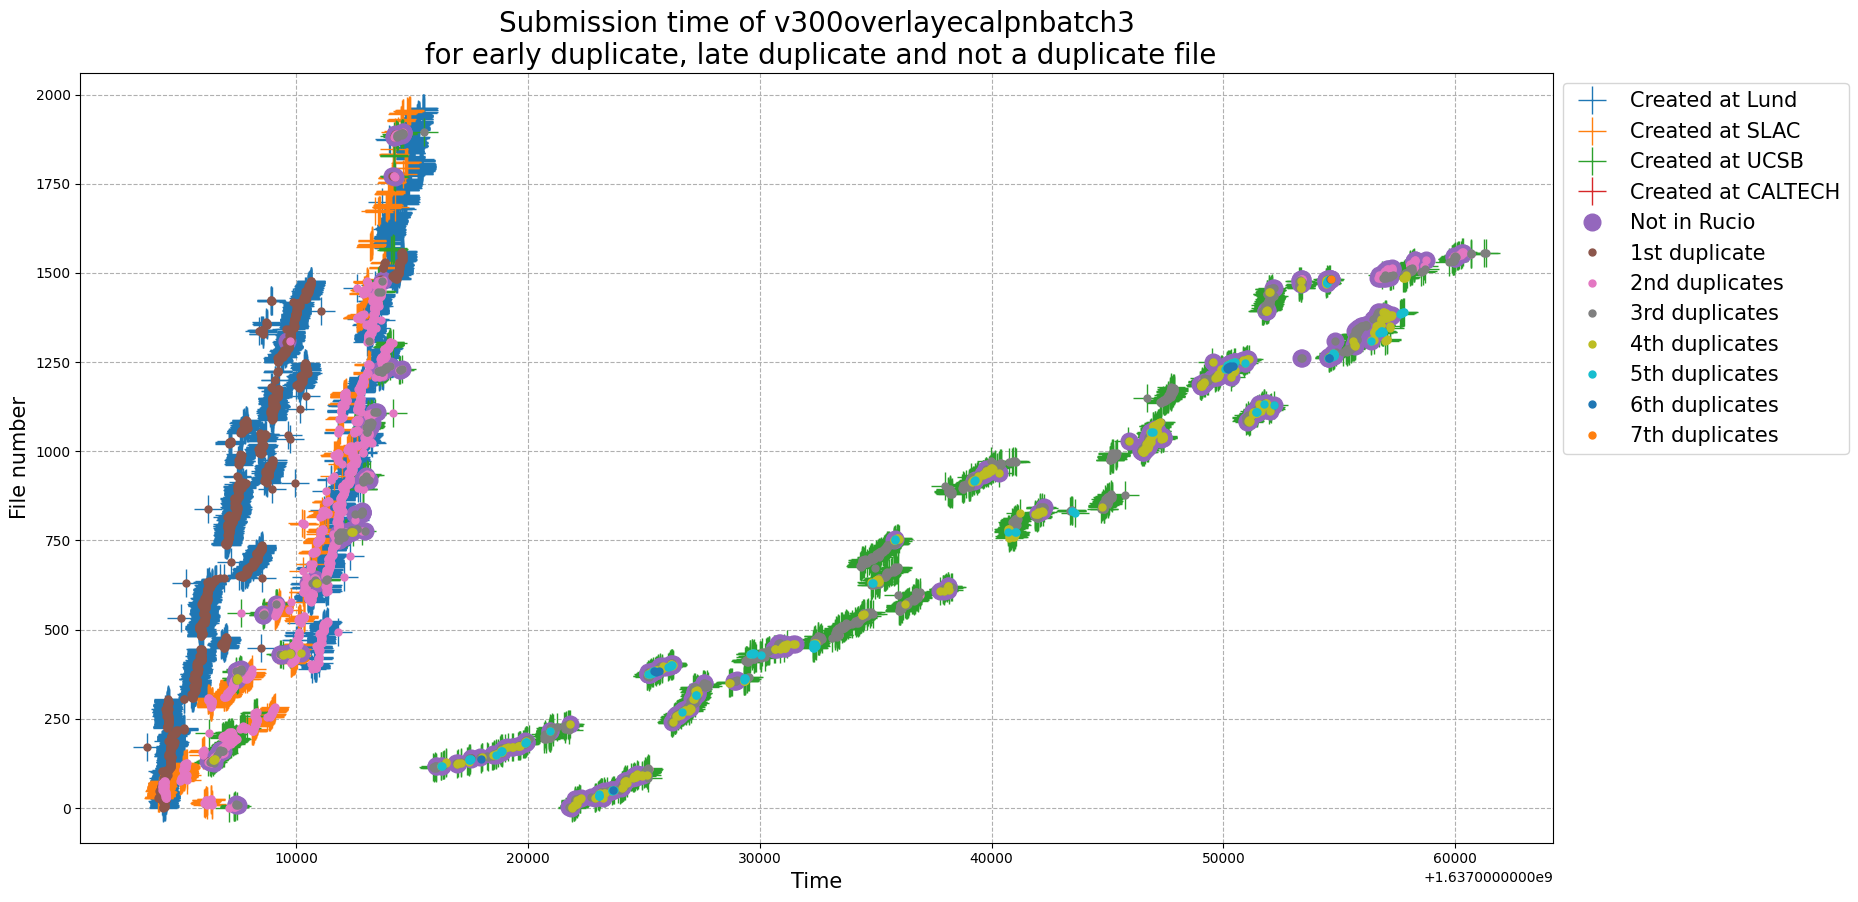 Submission time of v300overlayecalpnbatch3
for early duplicate, late duplicate and not a duplicate file
File number
2000
1750
1500
1250
1000
750
500
250
0
10000
20000
30000
40000
50000
60000
+1.6370000000e9
Time
Created at Lund
Created at SLAC
Created at UCSB
Created at CALTECH
Not in Rucio
1st duplicate
2nd duplicates
3rd duplicates
4th duplicates
5th duplicates
6th duplicates
7th duplicates